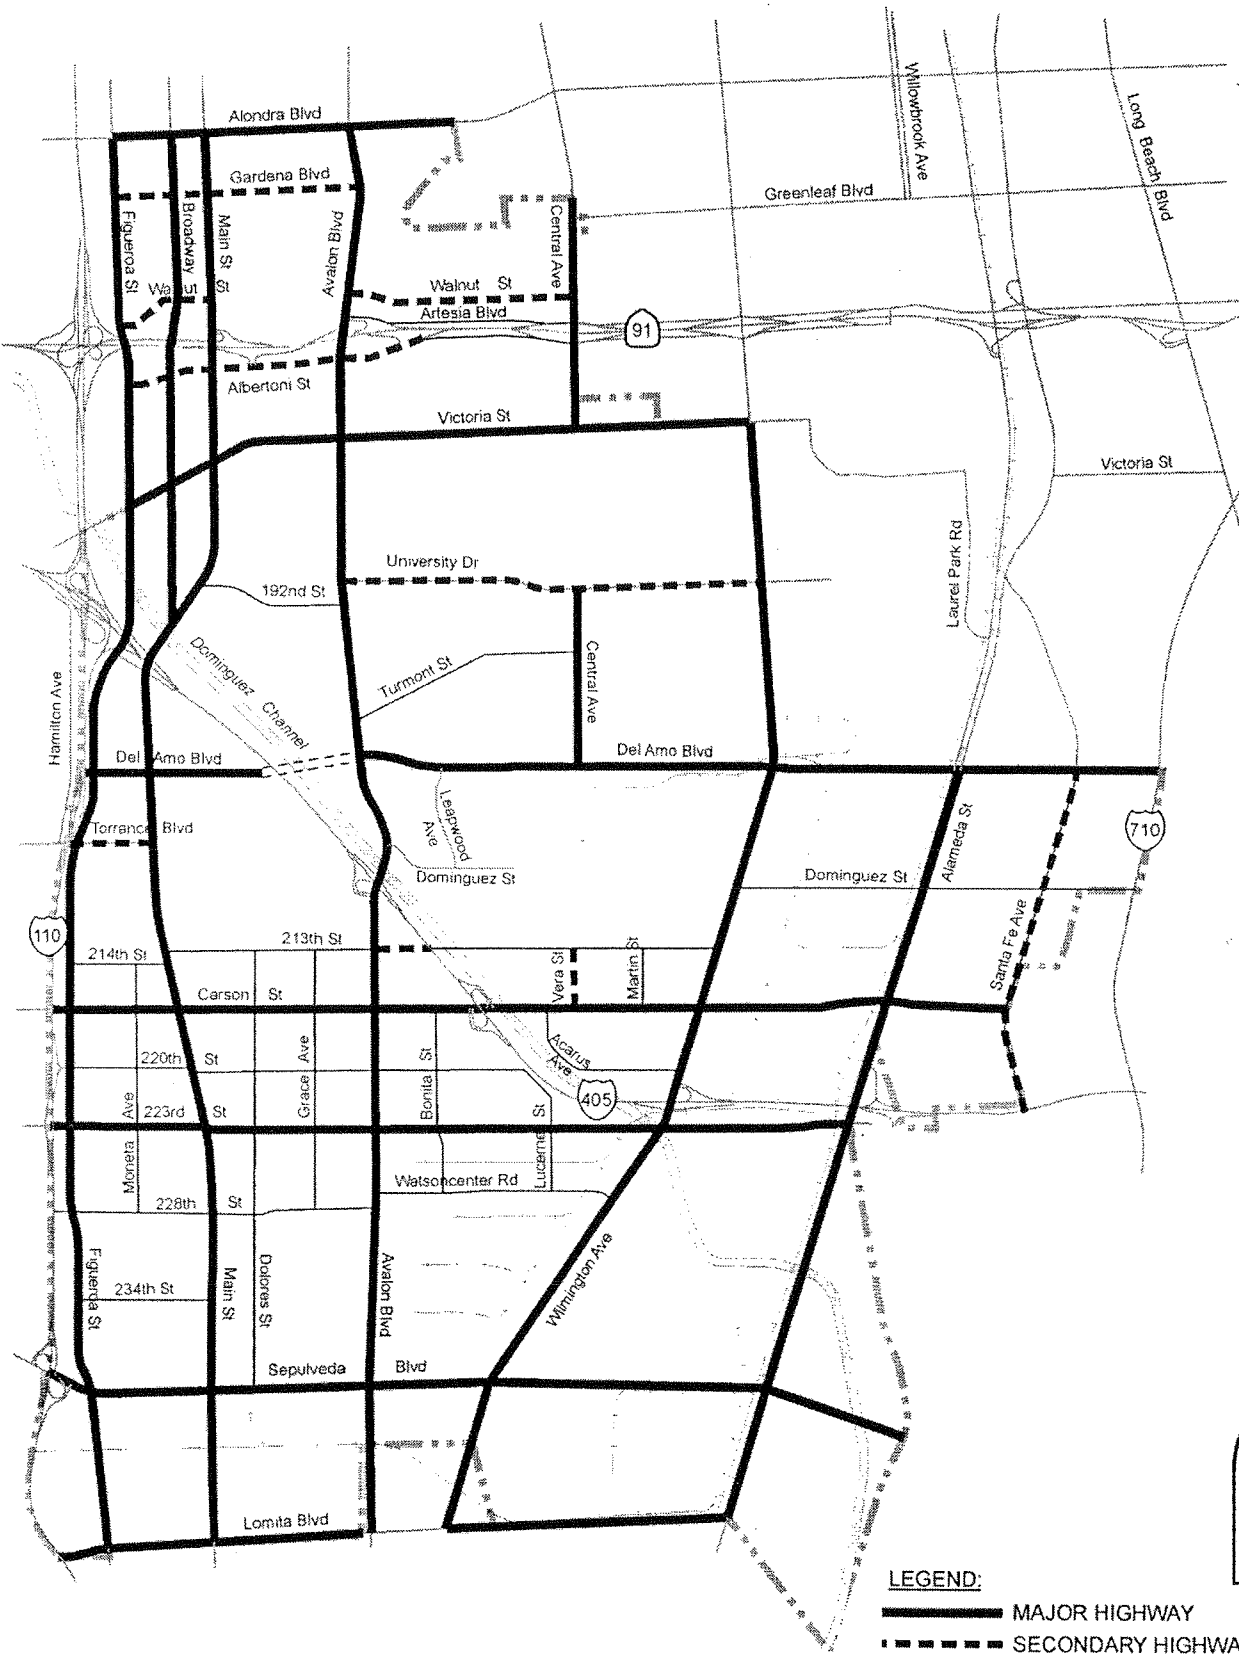 Willowbrook Ave
Long Beach Blvd
Alondra Blvd
Gardena Blvd
Greenleaf Blvd
Figueroa St
Broadway
Main St
Avalon Blvd
Central Ave
Walnut St
Walnut St
Artesia Blvd
91
Albertoni St
Victoria St
Victoria St
Laurel Park Rd
University Dr
192nd St
Dominguez Channel
Turmont St
Central Ave
Hamilton Ave
Del Amo Blvd
Del Amo Blvd
Leapwood Ave
Torrance Blvd
710
Alameda St
Dominguez St
Dominguez St
Santa Fe Ave
110
213th St
214th St
Vera St
Martin St
Carson St
Acarus Ave
220th St
Grace Ave
Bonita St
405
Moneta Ave
223rd St
Lucerne St
Watsoncenter Rd
228th St
Figueroa St
234th St
Main St
Dolores St
Avalon Blvd
Wilmington Ave
Sepulveda Blvd
Lomita Blvd
LEGEND:
MAJOR HIGHWAY
SECONDARY HIGHWA